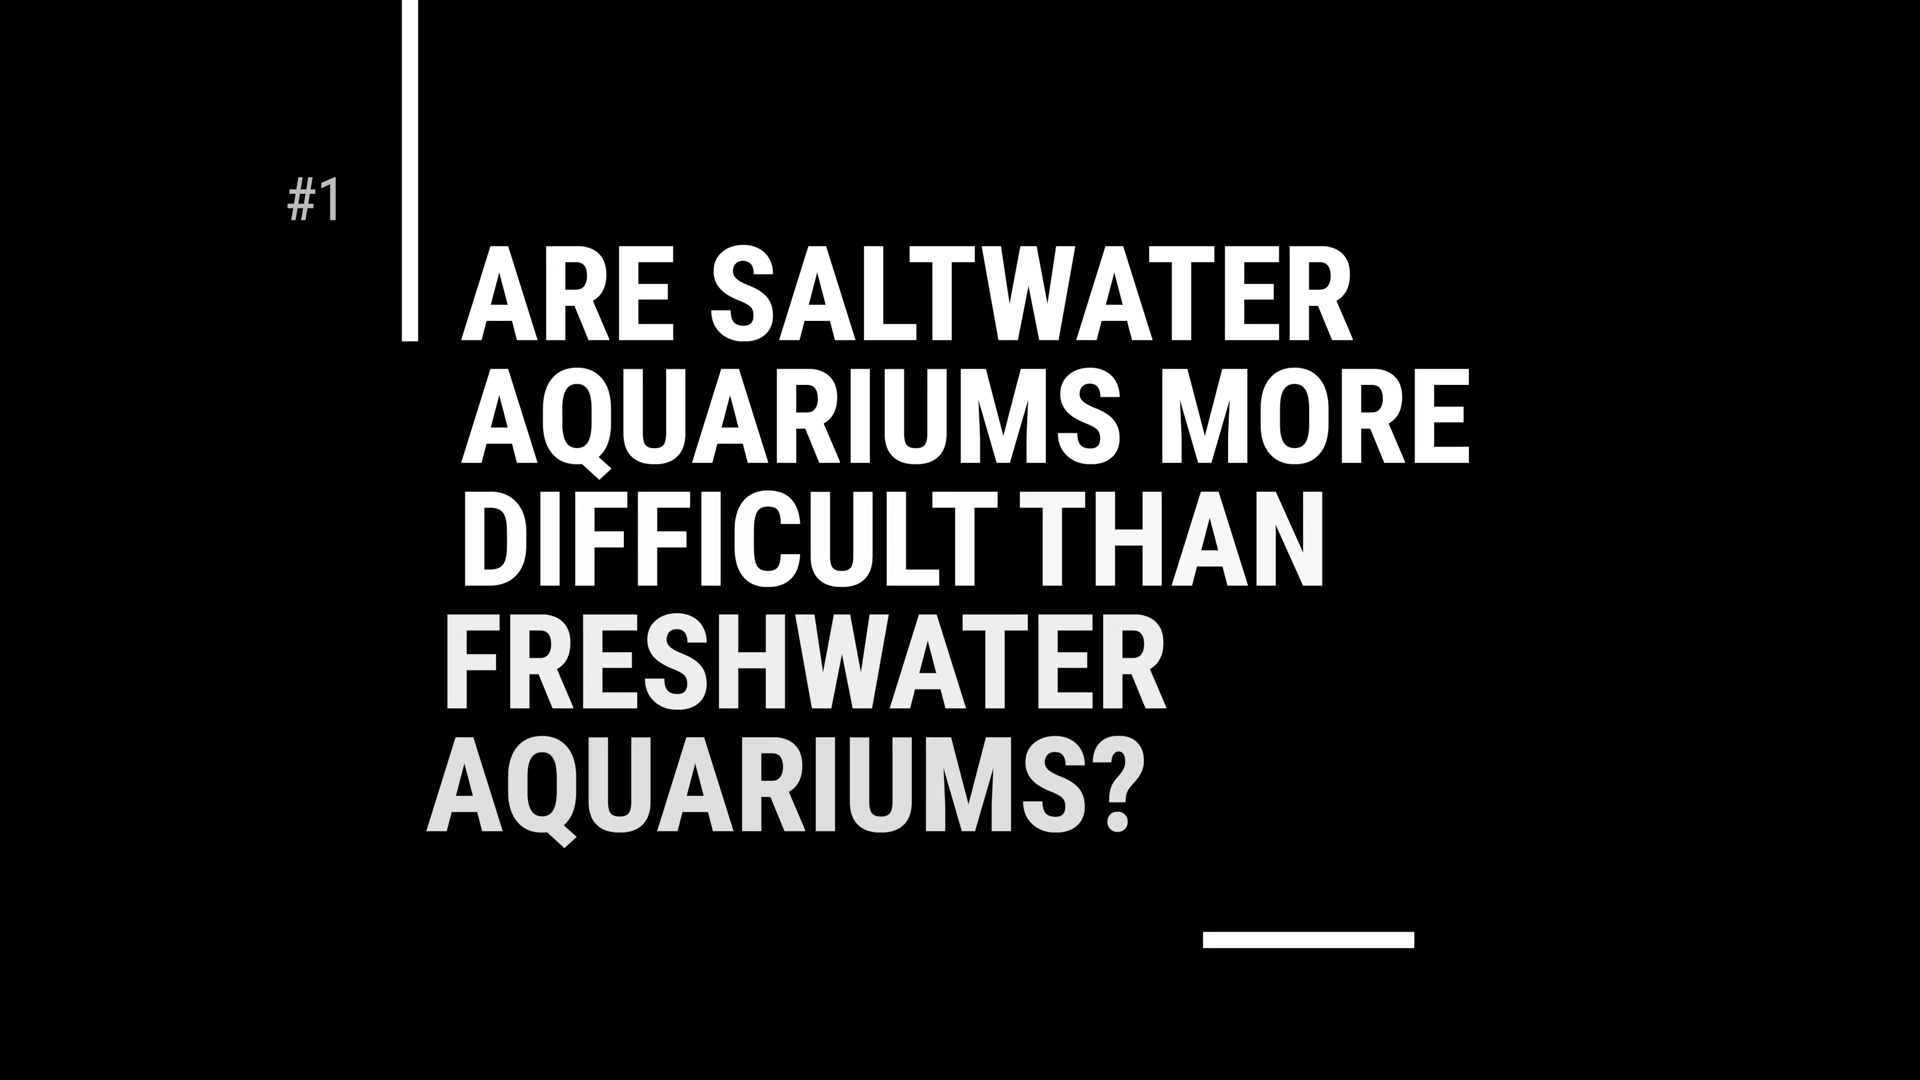 #1
ARE SALTWATER
AQUARIUMS MORE
DIFFICULT THAN
FRESHWATER
AQUARIUMS?